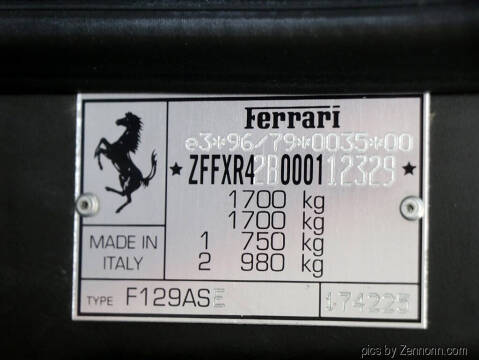 Ferrari
e3*96/79*0035*00
★ZFFXR42B000112329★
1700 kg
1700 kg
1 750 kg
2 980 kg
MADE IN
ITALY
TYPE F129ASE
174223
pics by Zennonn.com